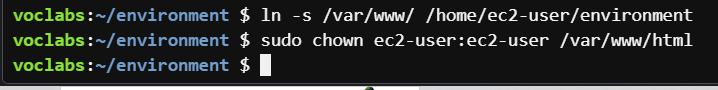 voclabs:~/environment $ ln -s /var/www/ /home/ec2-user/environment
voclabs:~/environment $ sudo chown ec2-user:ec2-user /var/www/html
voclabs:~/environment $